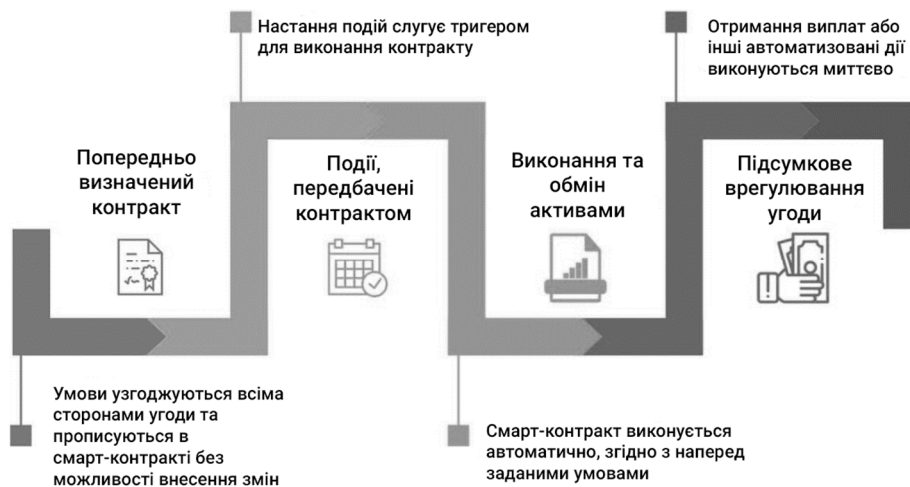 Настання подій слугує тригером
для виконання контракту
Отримання виплат або
інші автоматизовані дії
виконуються миттєво
Попередньо
визначений
контракт
Події,
передбачені
контрактом
Виконання та
обмін
активами
Підсумкове
врегулювання
угоди
Умови узгоджуються всіма
сторонами угоди та
прописуються в
смарт-контракті без
можливості внесення змін
Смарт-контракт виконується
автоматично, згідно з наперед
заданими умовами